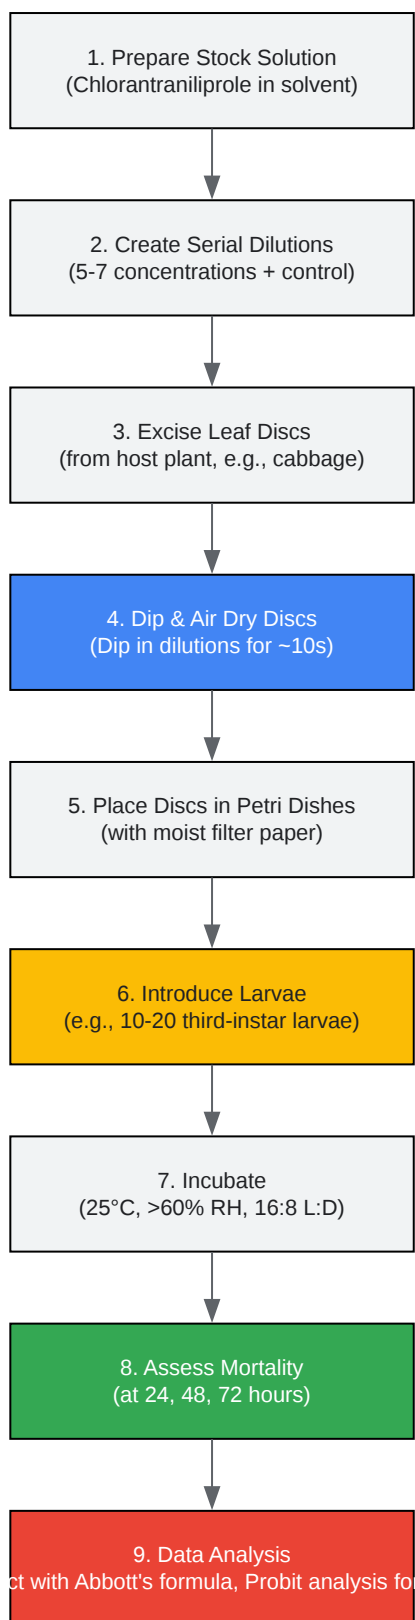 1. Prepare Stock Solution
(Chlorantraniliprole in solvent)
2. Create Serial Dilutions
(5-7 concentrations + control)
3. Excise Leaf Discs
(from host plant, e.g., cabbage)
4. Dip & Air Dry Discs
(Dip in dilutions for ~10s)
5. Place Discs in Petri Dishes
(with moist filter paper)
6. Introduce Larvae
(e.g., 10-20 third-instar larvae)
7. Incubate
(25°C, >60% RH, 16:8 L:D)
8. Assess Mortality
(at 24, 48, 72 hours)
9. Data Analysis
ct with Abbott's formula, Probit analysis for